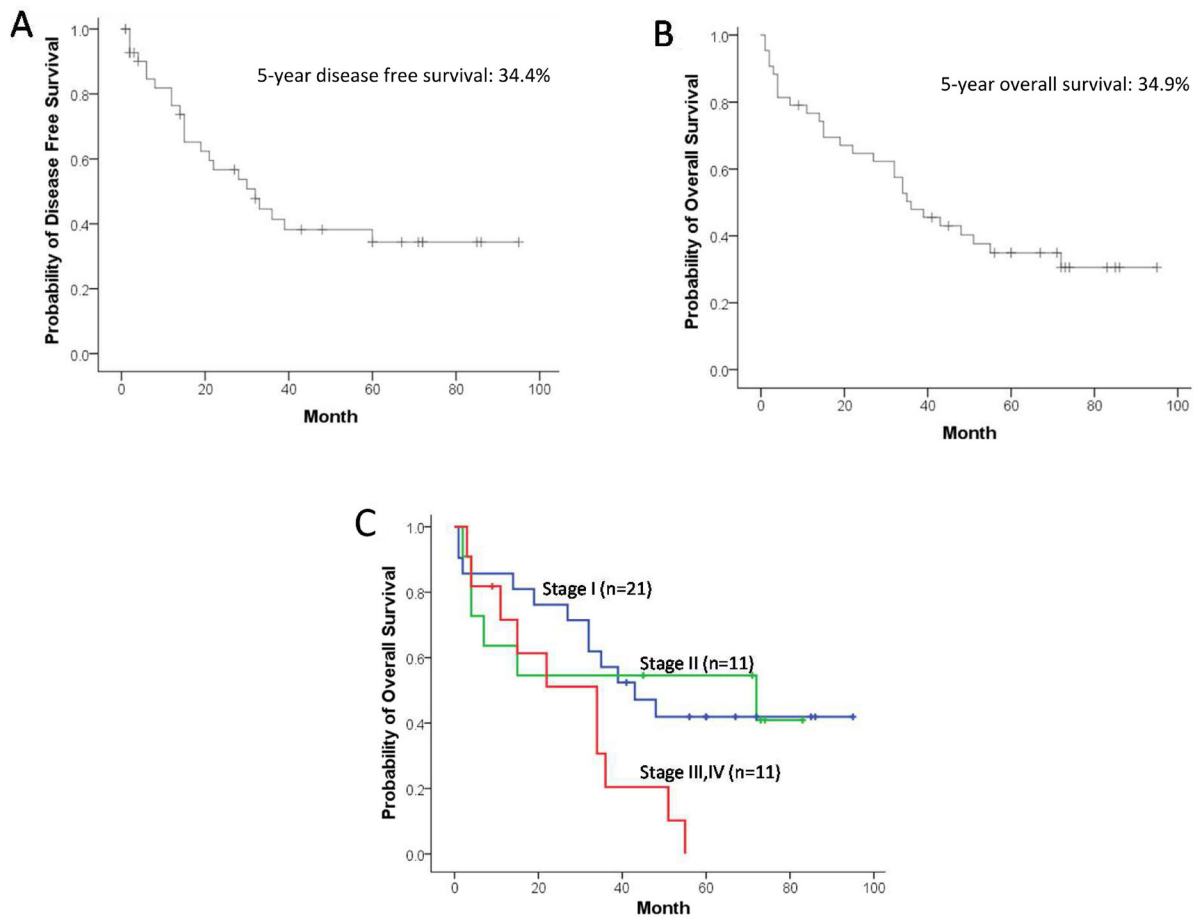 A
Probability of Disease Free Survival
1.0
0.8
0.6
0.4
0.2
0.0
5-year disease free survival: 34.4%
0 20 40 60 80 100
Month
B
Probability of Overall Survival
1.0
0.8
0.6
0.4
0.2
0.0
5-year overall survival: 34.9%
0 20 40 60 80 100
Month
C
Probability of Overall Survival
1.0
0.8
0.6
0.4
0.2
0.0
Stage I (n=21)
Stage II (n=11)
Stage III,IV (n=11)
0 20 40 60 80 100
Month